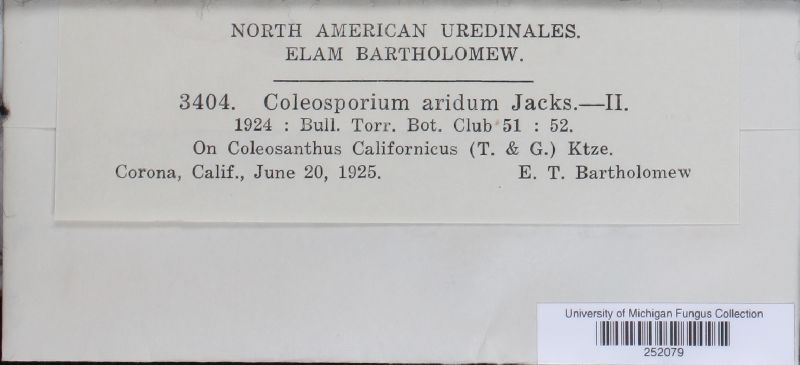 NORTH AMERICAN UREDINALES.
ELAM BARTHOLOMEW.
3404. Coleosporium aridum Jacks.—II.
1924 : Bull. Torr. Bot. Club 51 : 52.
On Coleosanthus Californicus (T. & G.) Ktze.
Corona, Calif., June 20, 1925. E. T. Bartholomew
University of Michigan Fungus Collection
252079